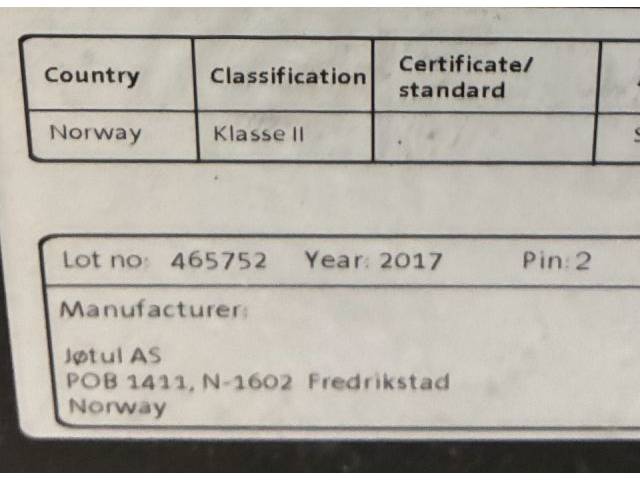 Country Classification Certificate/
standard
Norway Klasse II
Lot no: 465752 Year: 2017 Pin: 2
Manufacturer:
Jøtul AS
POB 1411, N-1602 Fredrikstad
Norway